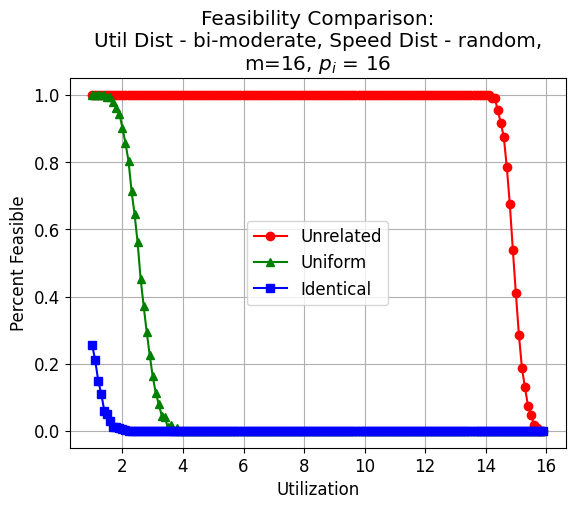 Feasibility Comparison:
Util Dist - bi-moderate, Speed Dist - random,
m=16, $p_i$ = 16
1.0
0.8
0.6
0.4
0.2
0.0
Percent Feasible
Unrelated
Uniform
Identical
2 4 6 8 10 12 14 16
Utilization